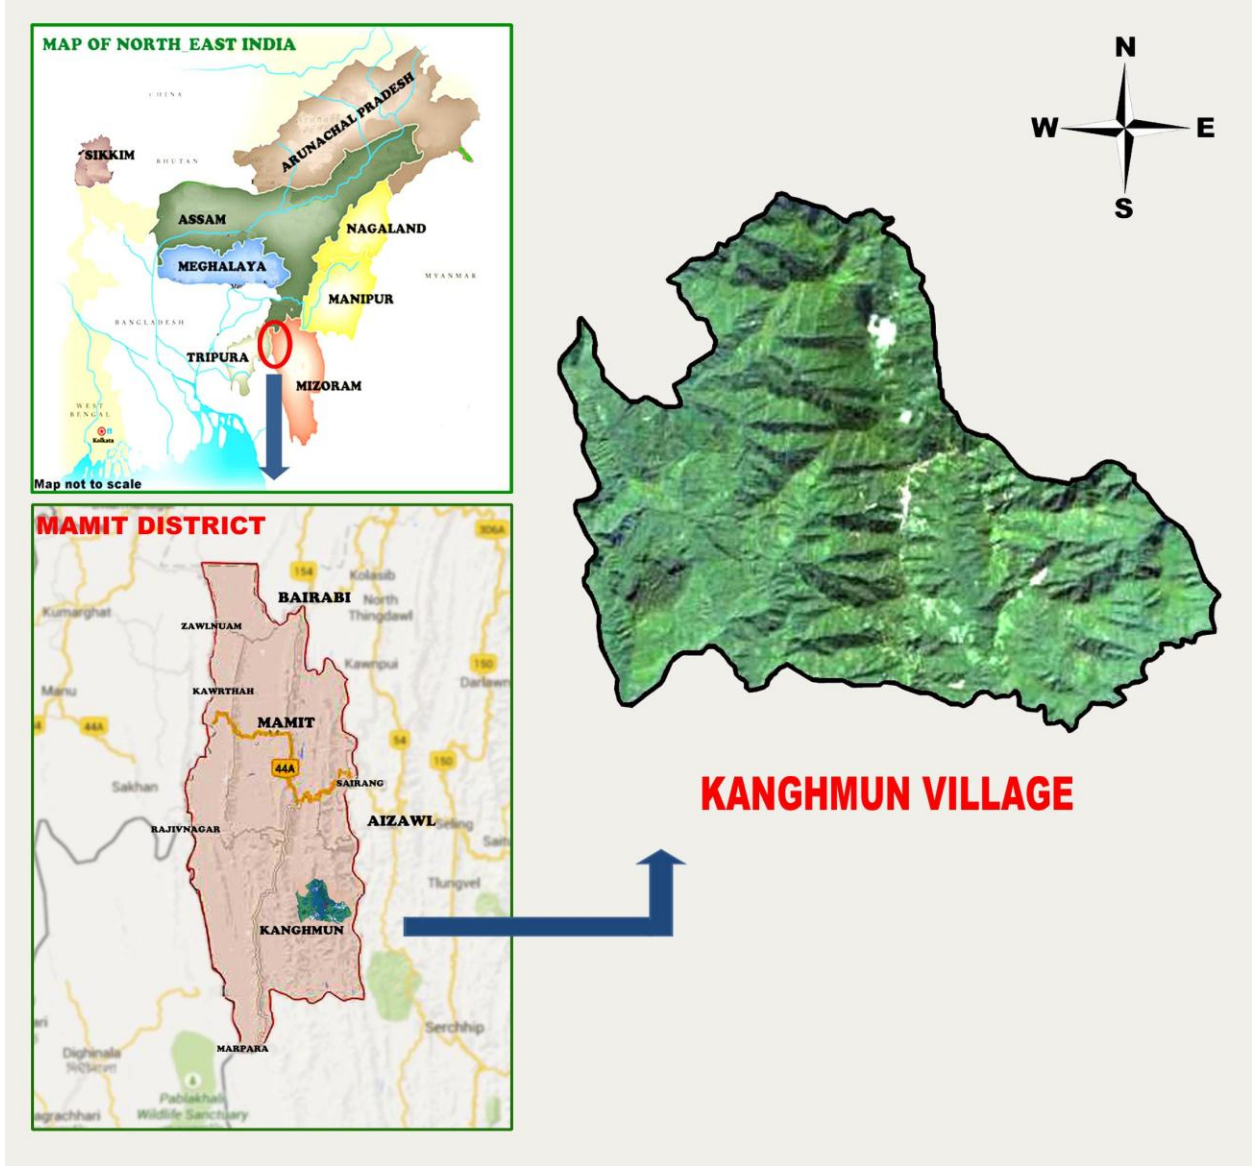 MAP OF NORTH_EAST INDIA
CHINA
ARUNACHAL PRADESH
SIKKIM
BHUTAN
ASSAM
NAGALAND
MEGHALAYA
MYANMAR
MANIPUR
BANGLADESH
TRIPURA
MIZORAM
WEST
BENGAL
Kolkata
Map not to scale
N
W
E
S
MAMIT DISTRICT
306A
154
Kolasib
BAIRABI
North
Thingdawl
Kumarghat
ZAWLNUAM
Kawnpui
150
Darlawn
Manu
KAWRTHAH
MAMIT
44A
54
150
44A
SAIRANG
Sakhan
AIZAWL
Seling
RAJIVNAGAR
Tlungvel
KANGHMUN
Serchhip
MARPARA
Dighinala
Pablakhali
Wildlife Sanctuary
agrachhari
KANGHMUN VILLAGE